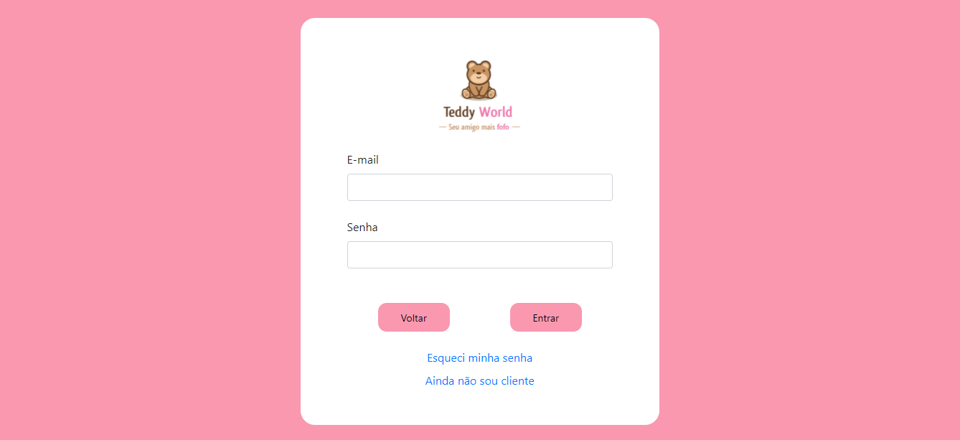 Teddy World
Seu amigo mais fofo
E-mail
Senha
Voltar
Entrar
Esqueci minha senha
Ainda não sou cliente